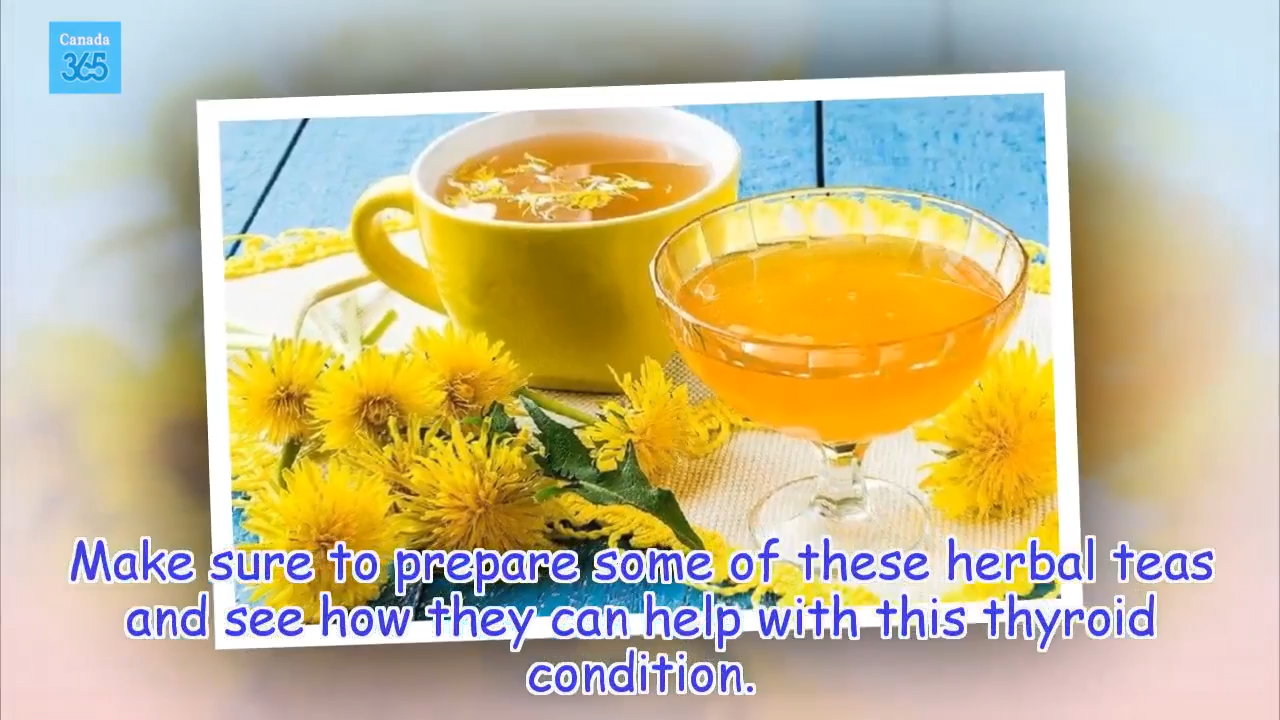 Canada
365
Make sure to prepare some of these herbal teas
and see how they can help with this thyroid
condition.